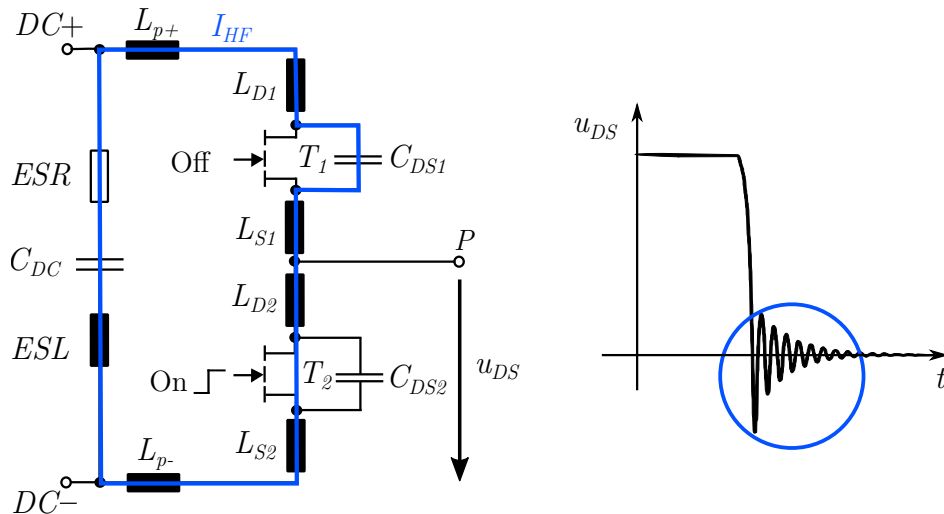 DC+
L_{p+}
I_{HF}
L_{D1}
u_{DS}
ESR
Off
T_1
C_{DS1}
L_{S1}
P
C_{DC}
L_{D2}
ESL
On
T_2
C_{DS2}
u_{DS}
t
L_{S2}
L_{p-}
DC−